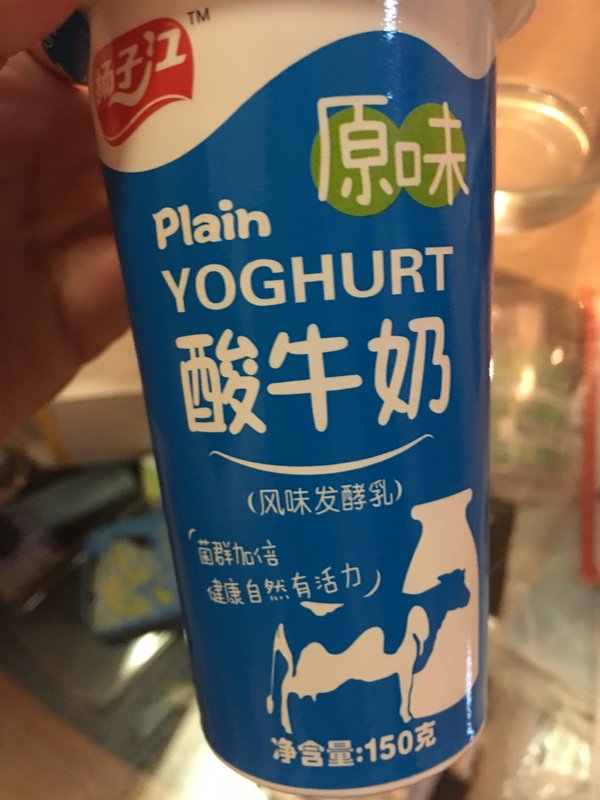 扬子江
TM
原味
Plain
YOGHURT
酸牛奶
(风味发酵乳)
菌群加倍
健康自然有活力
净含量:150克